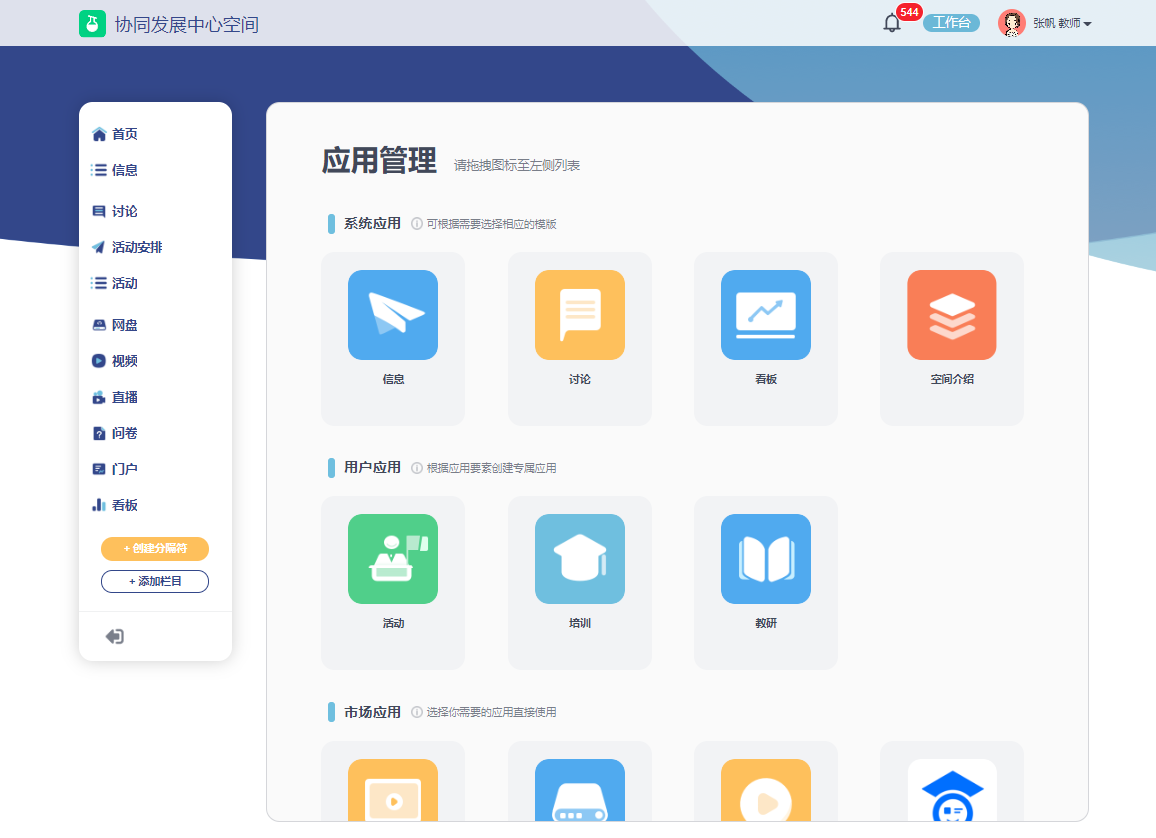 协同发展中心空间
544
工作台
张帆 教师
首页
信息
讨论
活动安排
活动
网盘
视频
直播
问卷
门户
看板
+ 创建分隔符
+ 添加栏目
应用管理 请拖拽图标至左侧列表
系统应用 可根据需要选择相应的模版
信息 讨论 看板 空间介绍
用户应用 根据应用要素创建专属应用
活动 培训 教研
市场应用 选择你需要的应用直接使用